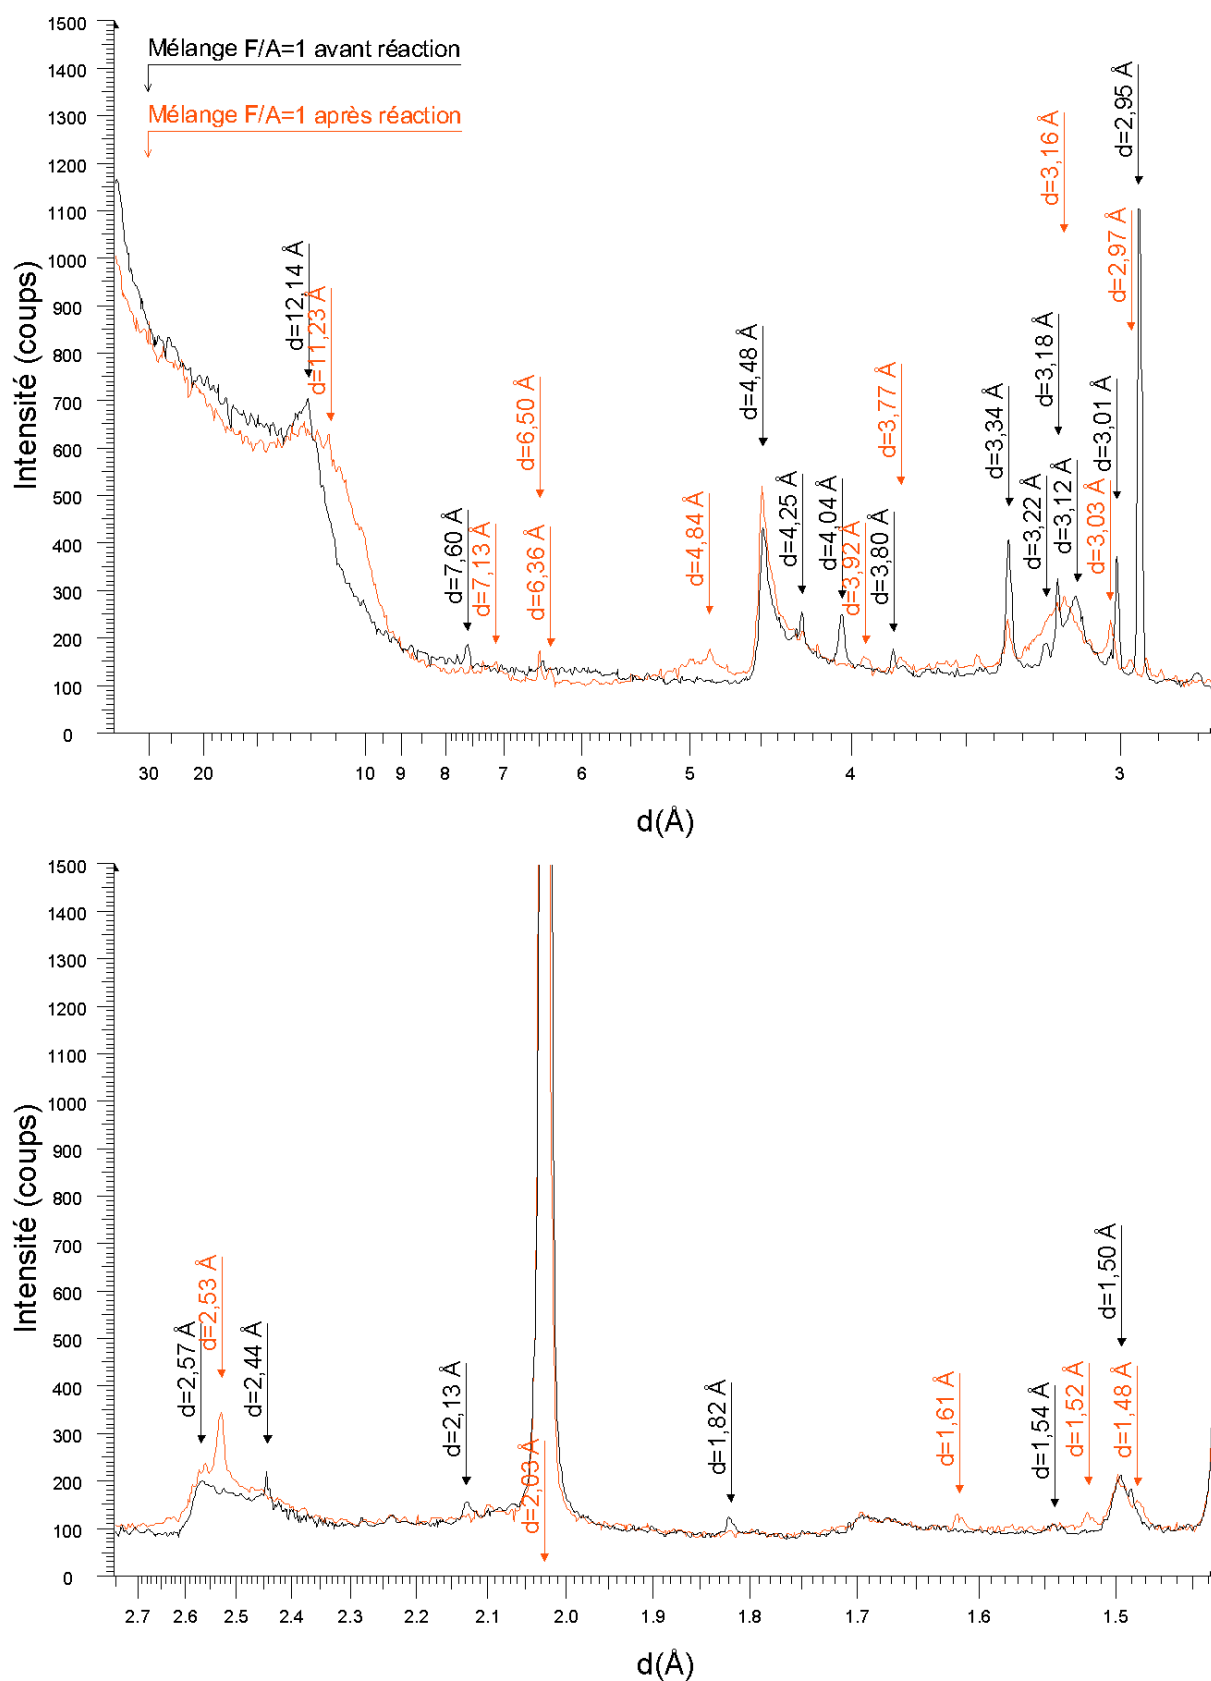 1500
1400
1300
1200
1100
1000
900
800
700
600
500
400
300
200
100
0
Intensité (coups)
Mélange F/A=1 avant réaction
Mélange F/A=1 après réaction
d=12,14 Å
d=11,23 Å
d=7,60 Å
d=7,13 Å
d=6,50 Å
d=6,36 Å
d=4,84 Å
d=4,48 Å
d=4,25 Å
d=4,04 Å
d=3,92 Å
d=3,80 Å
d=3,77 Å
d=3,34 Å
d=3,22 Å
d=3,18 Å
d=3,16 Å
d=3,12 Å
d=3,03 Å
d=3,01 Å
d=2,97 Å
d=2,95 Å
30 20 10 9 8 7 6 5 4 3
d(Å)
1500
1400
1300
1200
1100
1000
900
800
700
600
500
400
300
200
100
0
Intensité (coups)
d=2,57 Å
d=2,53 Å
d=2,44 Å
d=2,13 Å
d=2,03 Å
d=1,82 Å
d=1,61 Å
d=1,54 Å
d=1,52 Å
d=1,50 Å
d=1,48 Å
2.7 2.6 2.5 2.4 2.3 2.2 2.1 2.0 1.9 1.8 1.7 1.6 1.5
d(Å)